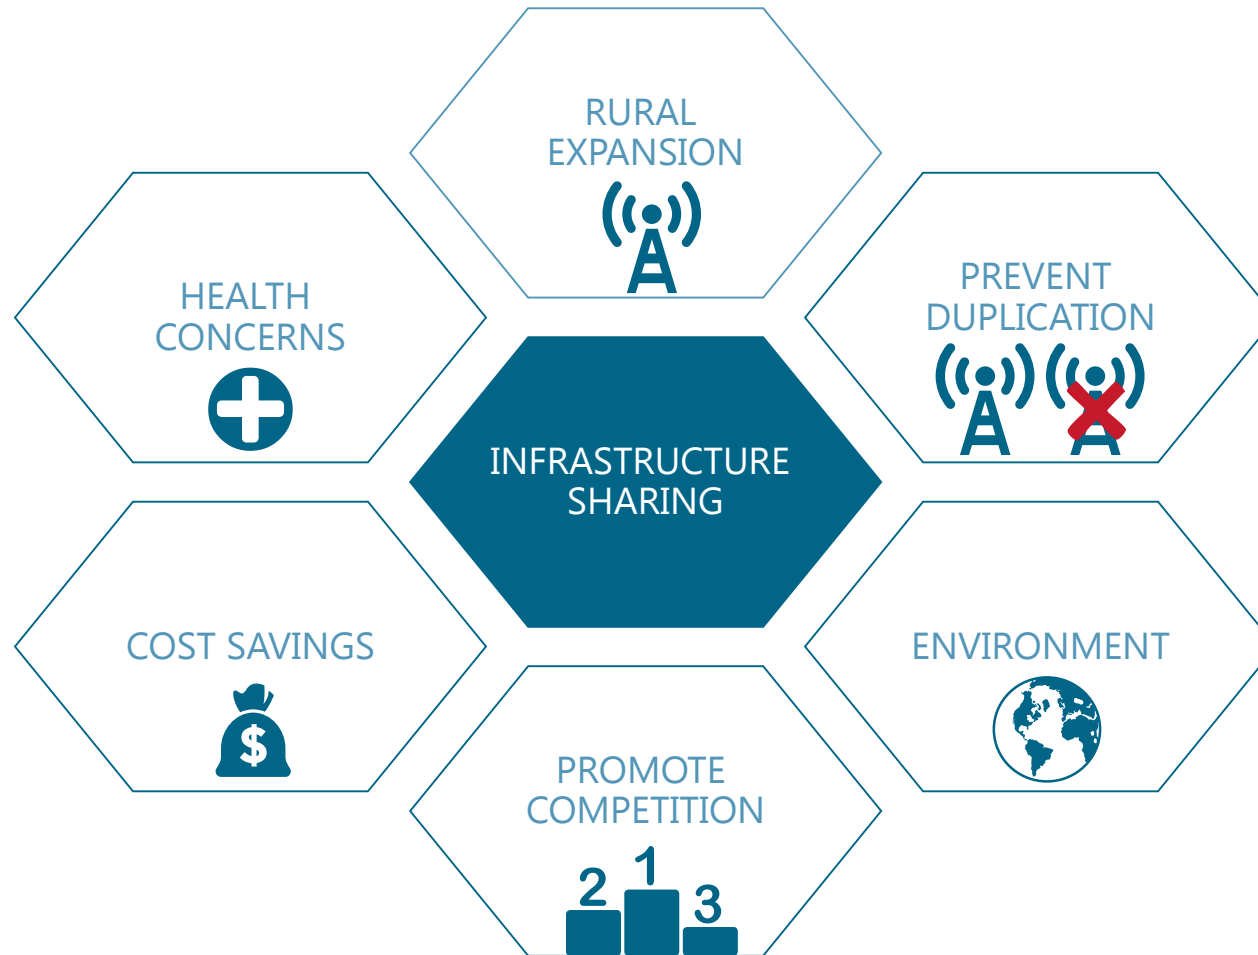 RURAL
EXPANSION
HEALTH
CONCERNS
PREVENT
DUPLICATION
INFRASTRUCTURE
SHARING
COST SAVINGS
$
ENVIRONMENT
PROMOTE
COMPETITION
2 1 3